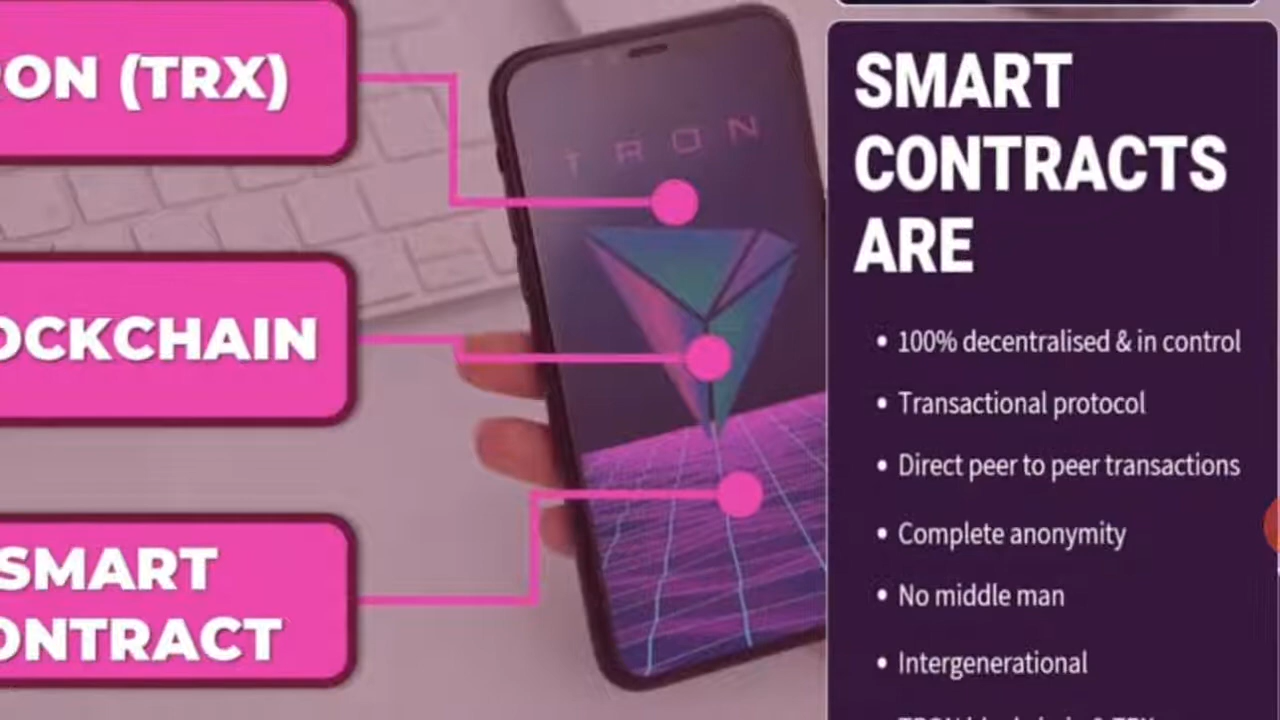 ON (TRX)
TRON
OCKCHAIN
SMART
ONTRACT
SMART
CONTRACTS
ARE
• 100% decentralised & in control
• Transactional protocol
• Direct peer to peer transactions
• Complete anonymity
• No middle man
• Intergenerational